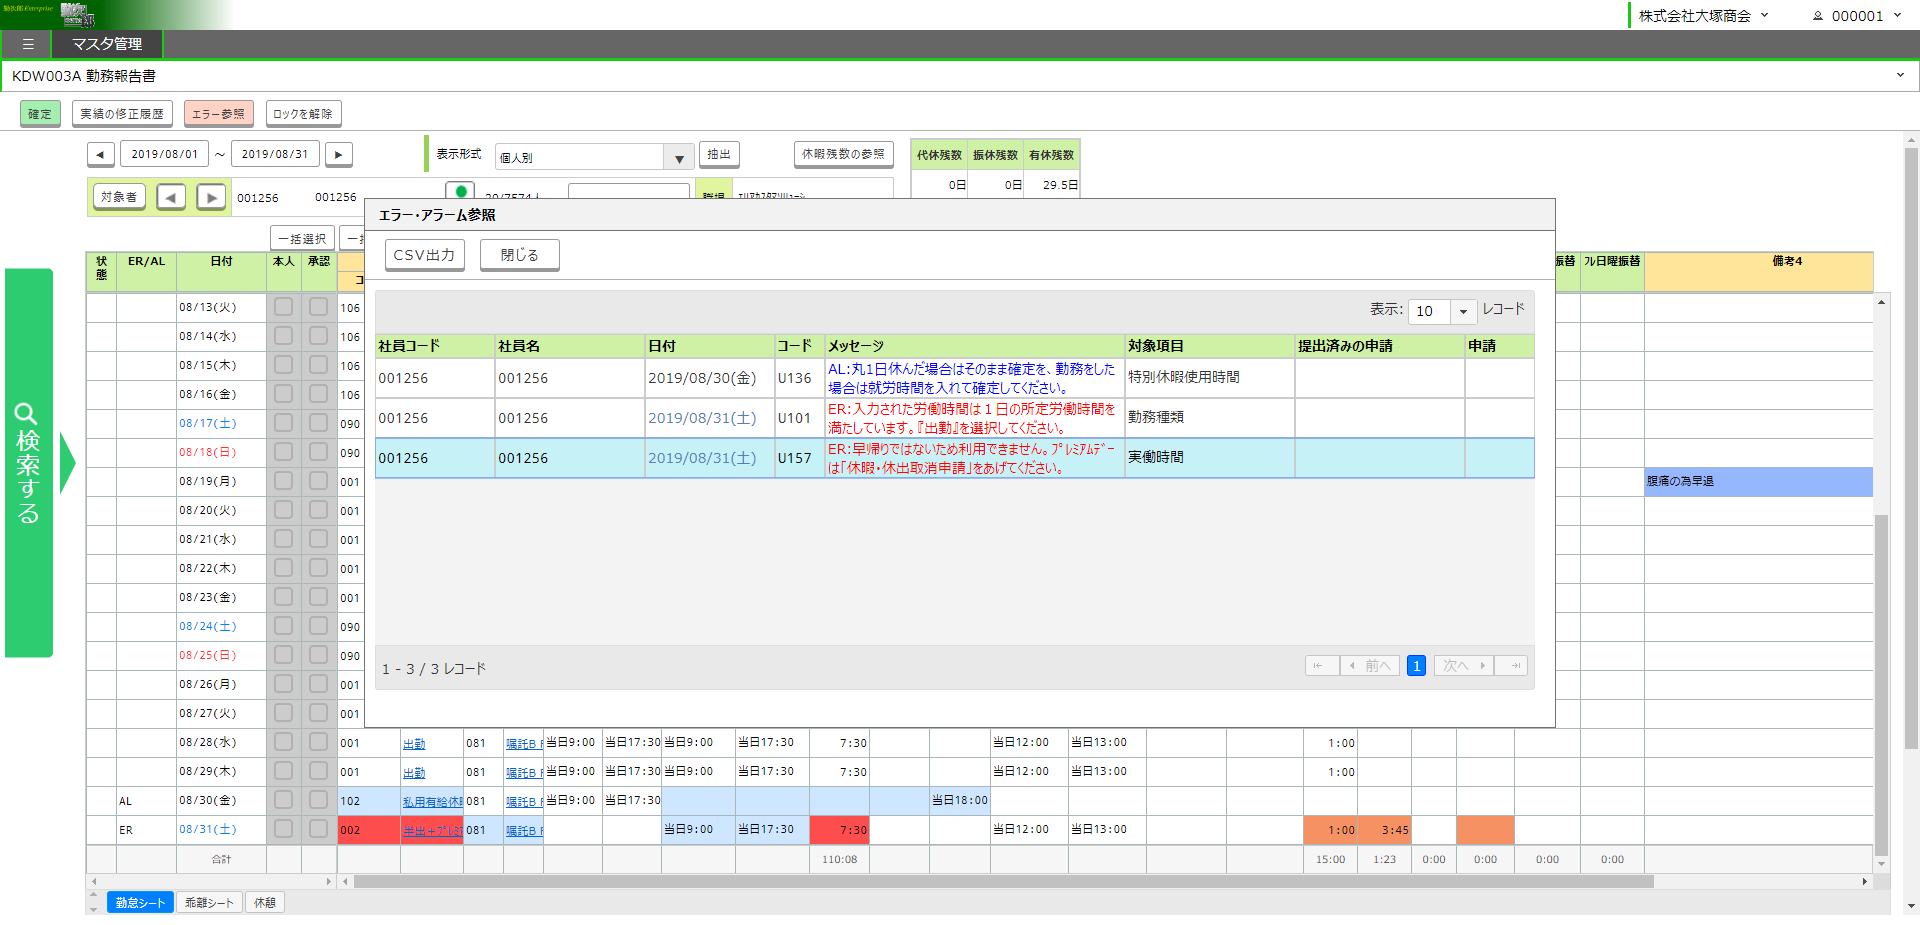 勤次郎 Enterprise
株式会社大塚商会
000001
マスタ管理
KDW003A 勤務報告書
確定 実績の修正履歴 エラー参照 ロックを解除
2019/08/01 ～ 2019/08/31
表示形式 個人別 抽出 休暇残数の参照
代休残数 振休残数 有休残数
0日 0日 29.5日
対象者 001256 001256
一括選択
エラー・アラーム参照
CSV出力 閉じる
表示: 10 レコード
社員コード 社員名 日付 コード メッセージ 対象項目 提出済みの申請 申請
001256 001256 2019/08/30(金) U136 AL:丸1日休んだ場合はそのまま確定を、勤務をした
場合は就労時間を入れて確定してください。 特別休暇使用時間
001256 001256 2019/08/31(土) U101 ER:入力された労働時間は１日の所定労働時間を
満たしています。『出勤』を選択してください。 勤務種類
001256 001256 2019/08/31(土) U157 ER:早帰りではないため利用できません。ﾌﾟﾚﾐｱﾑﾃﾞｰ
は「休暇・休出取消申請」をあげてください。 実働時間
1 - 3 / 3 レコード
前へ 1 次へ
検索する
状態 ER/AL 日付 本人 承認 振替 ﾌﾚ日曜振替 備考4
08/13(火) 106
08/14(水) 106
08/15(木) 106
08/16(金) 106
08/17(土) 090
08/18(日) 090
08/19(月) 001 腹痛の為早退
08/20(火) 001
08/21(水) 001
08/22(木) 001
08/23(金) 001
08/24(土) 090
08/25(日) 090
08/26(月) 001
08/27(火) 001
08/28(水) 001 出勤 081 嘱託B 当日9:00 当日17:30 当日9:00 当日17:30 7:30 当日12:00 当日13:00 1:00
08/29(木) 001 出勤 081 嘱託B 当日9:00 当日17:30 当日9:00 当日17:30 7:30 当日12:00 当日13:00 1:00
AL 08/30(金) 102 私用有給休暇 081 嘱託B 当日9:00 当日17:30 当日18:00
ER 08/31(土) 002 半出+ﾌﾟﾚﾐｱ 081 嘱託B 当日9:00 当日17:30 7:30 当日12:00 当日13:00 1:00 3:45
合計 110:08 15:00 1:23 0:00 0:00 0:00 0:00
勤怠シート 乖離シート 休憩